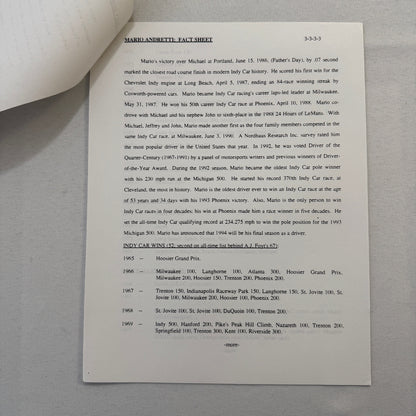 MARIO ANDRETTI: FACT SHEET 3-3-3-3
Mario's victory over Michael at Portland, June 15, 1986, (Father's Day), by .07 second
marked the closest road course finish in modern Indy Car history. He scored his first win for the
Chevrolet Indy engine at Long Beach, April 5, 1987, ending an 84-race winning streak by
Cosworth-powered cars. Mario became Indy Car racing's career laps-led leader at Milwaukee,
May 31, 1987. He won his 50th career Indy Car race at Phoenix, April 10, 1988. Mario co-
drove with Michael and his nephew John to sixth-place in the 1988 24 Hours of LeMans. With
Michael, Jeffrey and John, Mario made another first as the four family members competed in the
same Indy Car race, at Milwaukee, June 3, 1990. A Nordhaus Research Inc. survey rated him
the most popular driver in the United States that year. In 1992, he was voted Driver of the
Quarter-Century (1967-1991) by a panel of motorsports writers and previous winners of Driver-
of-the-Year Award. During the 1992 season, Mario became the oldest Indy Car pole winner
with his 230 mph run at the Michigan 500. He started his record 370th Indy Car race, at
Cleveland, the most in history. Mario is the oldest driver ever to win an Indy Car race at the age
of 53 years and 34 days with his 1993 Phoenix victory. Also, Mario is the only person to win
Indy Car races in four decades; his win at Phoenix made him a race winner in five decades. He
set the all-time Indy Car qualifying record at 234.275 mph to win the pole position for the 1993
Michigan 500. Mario has announced that 1994 will be his final season as a driver.
INDY CAR WINS (52, second on all-time list behind A.J. Foyt's 67):
1965 -- Hoosier Grand Prix.
1966 -- Milwaukee 100, Langhorne 100, Atlanta 300, Hoosier Grand Prix,
Milwaukee 200, Hoosier 150, Trenton 200, Phoenix 200.
1967 -- Trenton 150, Indianapolis Raceway Park 150, Langhorne 150, St. Jovite 100, St.
Jovite 100, Milwaukee 200, Hoosier 100, Phoenix 200.
1968 -- St. Jovite 100, St. Jovite 100, DuQuoin 100, Trenton 200.
1969 -- Indy 500, Hanford 200, Pike's Peak Hill Climb, Nazareth 100, Trenton 200,
Springfield 100, Trenton 300, Kent 100, Riverside 300.
-more-